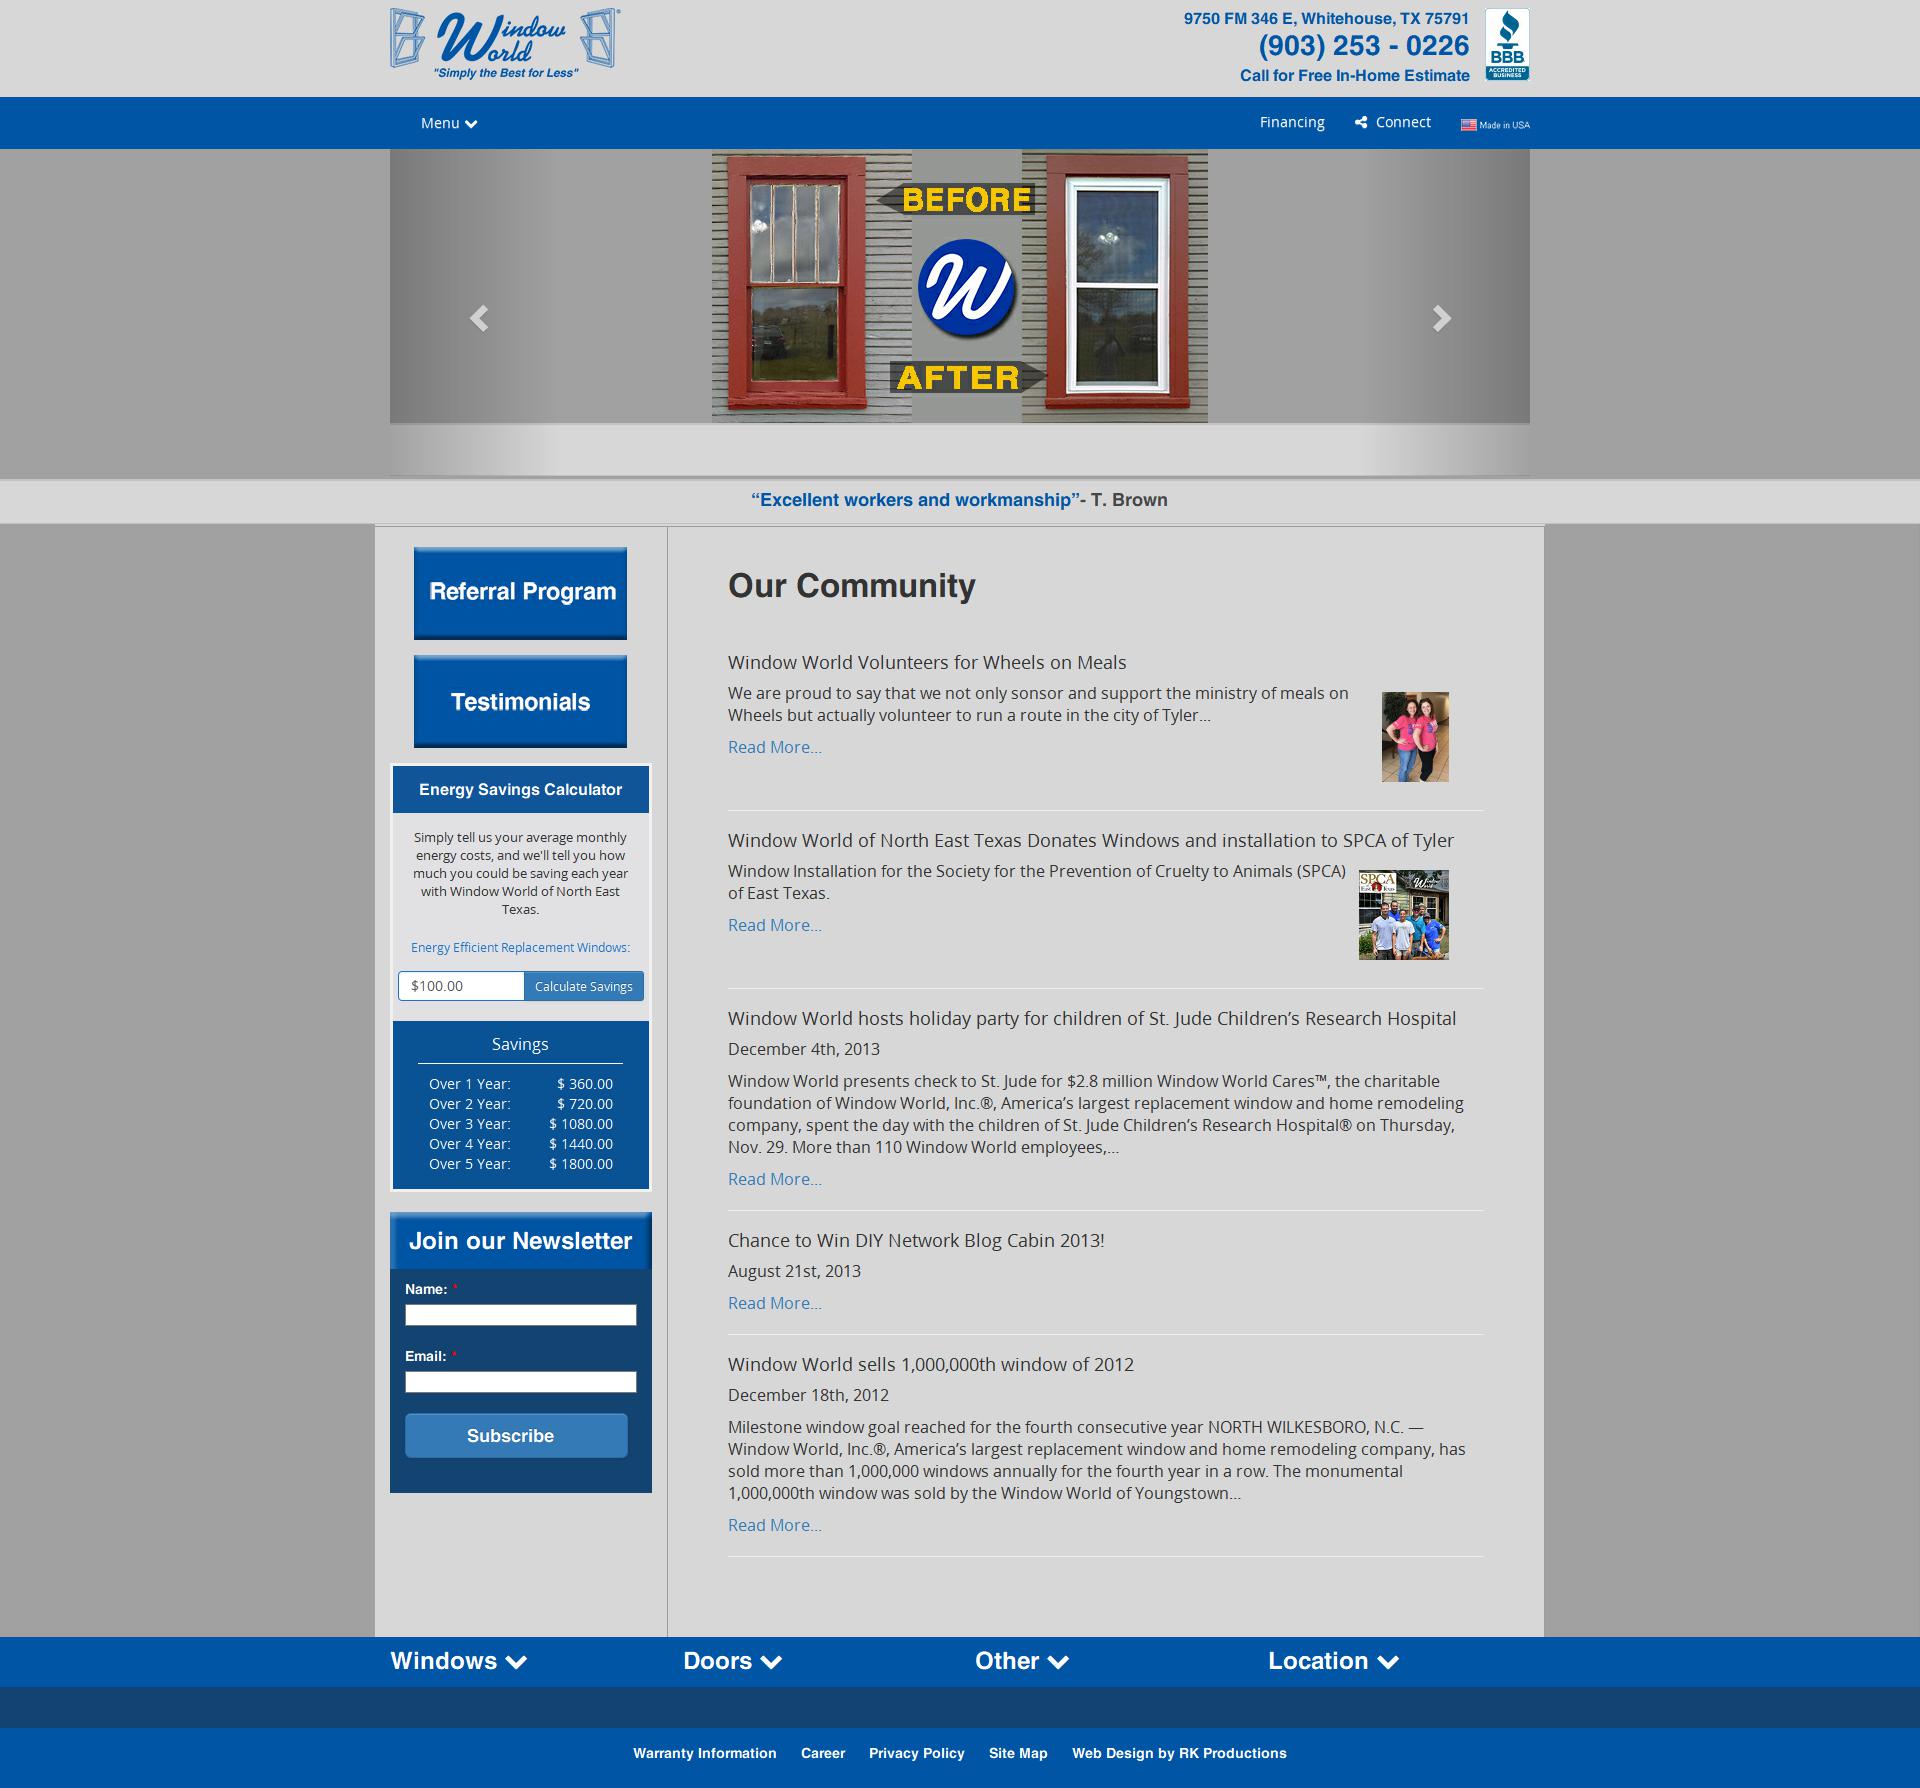 Window World
"Simply the Best for Less"
9750 FM 346 E, Whitehouse, TX 75791
(903) 253 - 0226
Call for Free In-Home Estimate
BBB
ACCREDITED BUSINESS
Menu
Financing
Connect
Made in USA
BEFORE
W
AFTER
“Excellent workers and workmanship”- T. Brown
Referral Program
Testimonials
Energy Savings Calculator
Simply tell us your average monthly
energy costs, and we'll tell you how
much you could be saving each year
with Window World of North East
Texas.
Energy Efficient Replacement Windows:
$100.00
Calculate Savings
Savings
Over 1 Year: $ 360.00
Over 2 Year: $ 720.00
Over 3 Year: $ 1080.00
Over 4 Year: $ 1440.00
Over 5 Year: $ 1800.00
Join our Newsletter
Name: *
Email: *
Subscribe
Our Community
Window World Volunteers for Wheels on Meals
We are proud to say that we not only sonsor and support the ministry of meals on
Wheels but actually volunteer to run a route in the city of Tyler...
Read More...
Window World of North East Texas Donates Windows and installation to SPCA of Tyler
Window Installation for the Society for the Prevention of Cruelty to Animals (SPCA)
of East Texas.
SPCA
Read More...
Window World hosts holiday party for children of St. Jude Children’s Research Hospital
December 4th, 2013
Window World presents check to St. Jude for $2.8 million Window World Cares™, the charitable
foundation of Window World, Inc.®, America’s largest replacement window and home remodeling
company, spent the day with the children of St. Jude Children’s Research Hospital® on Thursday,
Nov. 29. More than 110 Window World employees,...
Read More...
Chance to Win DIY Network Blog Cabin 2013!
August 21st, 2013
Read More...
Window World sells 1,000,000th window of 2012
December 18th, 2012
Milestone window goal reached for the fourth consecutive year NORTH WILKESBORO, N.C. —
Window World, Inc.®, America’s largest replacement window and home remodeling company, has
sold more than 1,000,000 windows annually for the fourth year in a row. The monumental
1,000,000th window was sold by the Window World of Youngstown...
Read More...
Windows
Doors
Other
Location
Warranty Information
Career
Privacy Policy
Site Map
Web Design by RK Productions